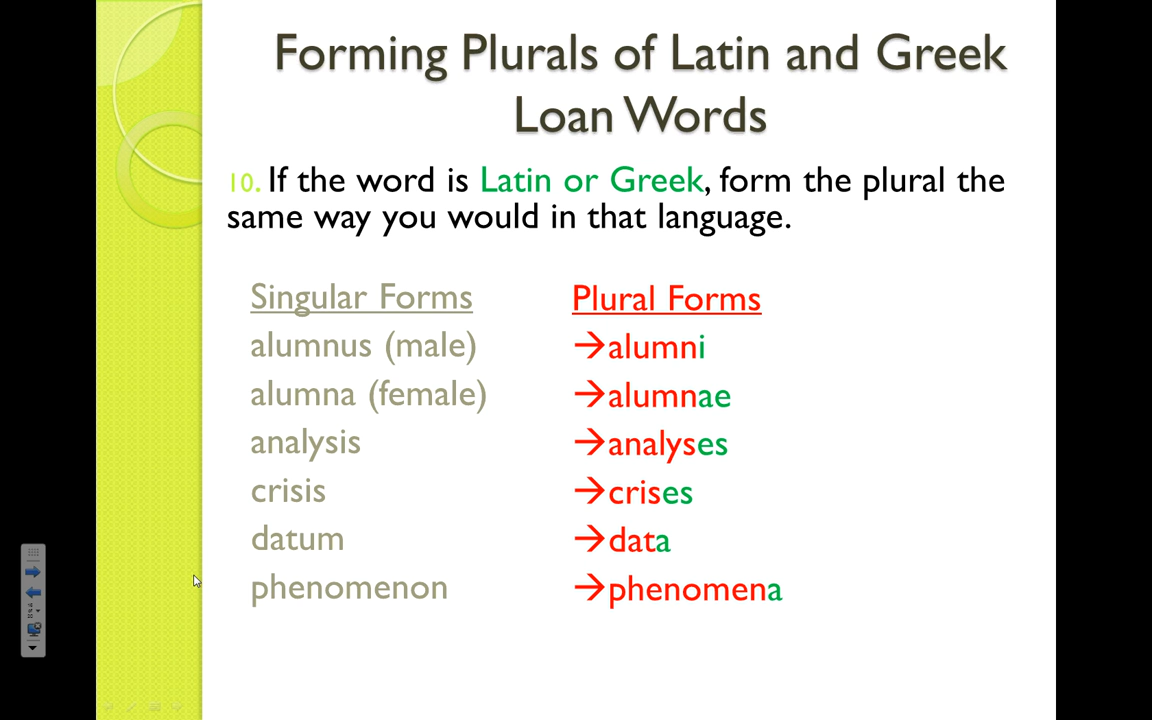 Forming Plurals of Latin and Greek
Loan Words
10. If the word is Latin or Greek, form the plural the
same way you would in that language.
Singular Forms Plural Forms
alumnus (male) →alumni
alumna (female) →alumnae
analysis →analyses
crisis →crises
datum →data
phenomenon →phenomena